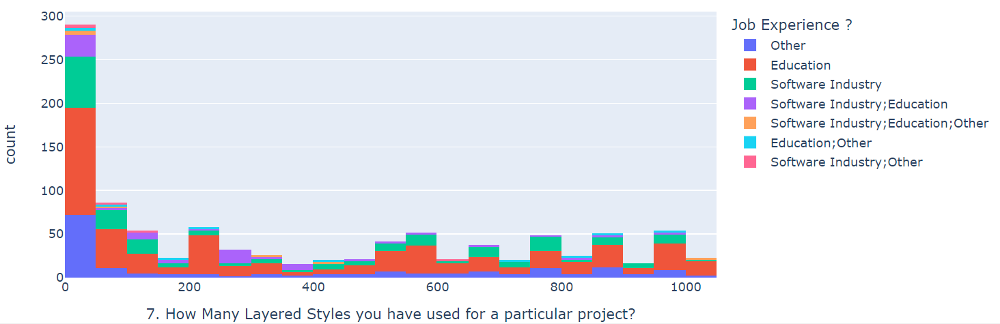 300
250
200
150
100
50
0
count
0
200
400
600
800
1000
7. How Many Layered Styles you have used for a particular project?
Job Experience ?
Other
Education
Software Industry
Software Industry;Education
Software Industry;Education;Other
Education;Other
Software Industry;Other